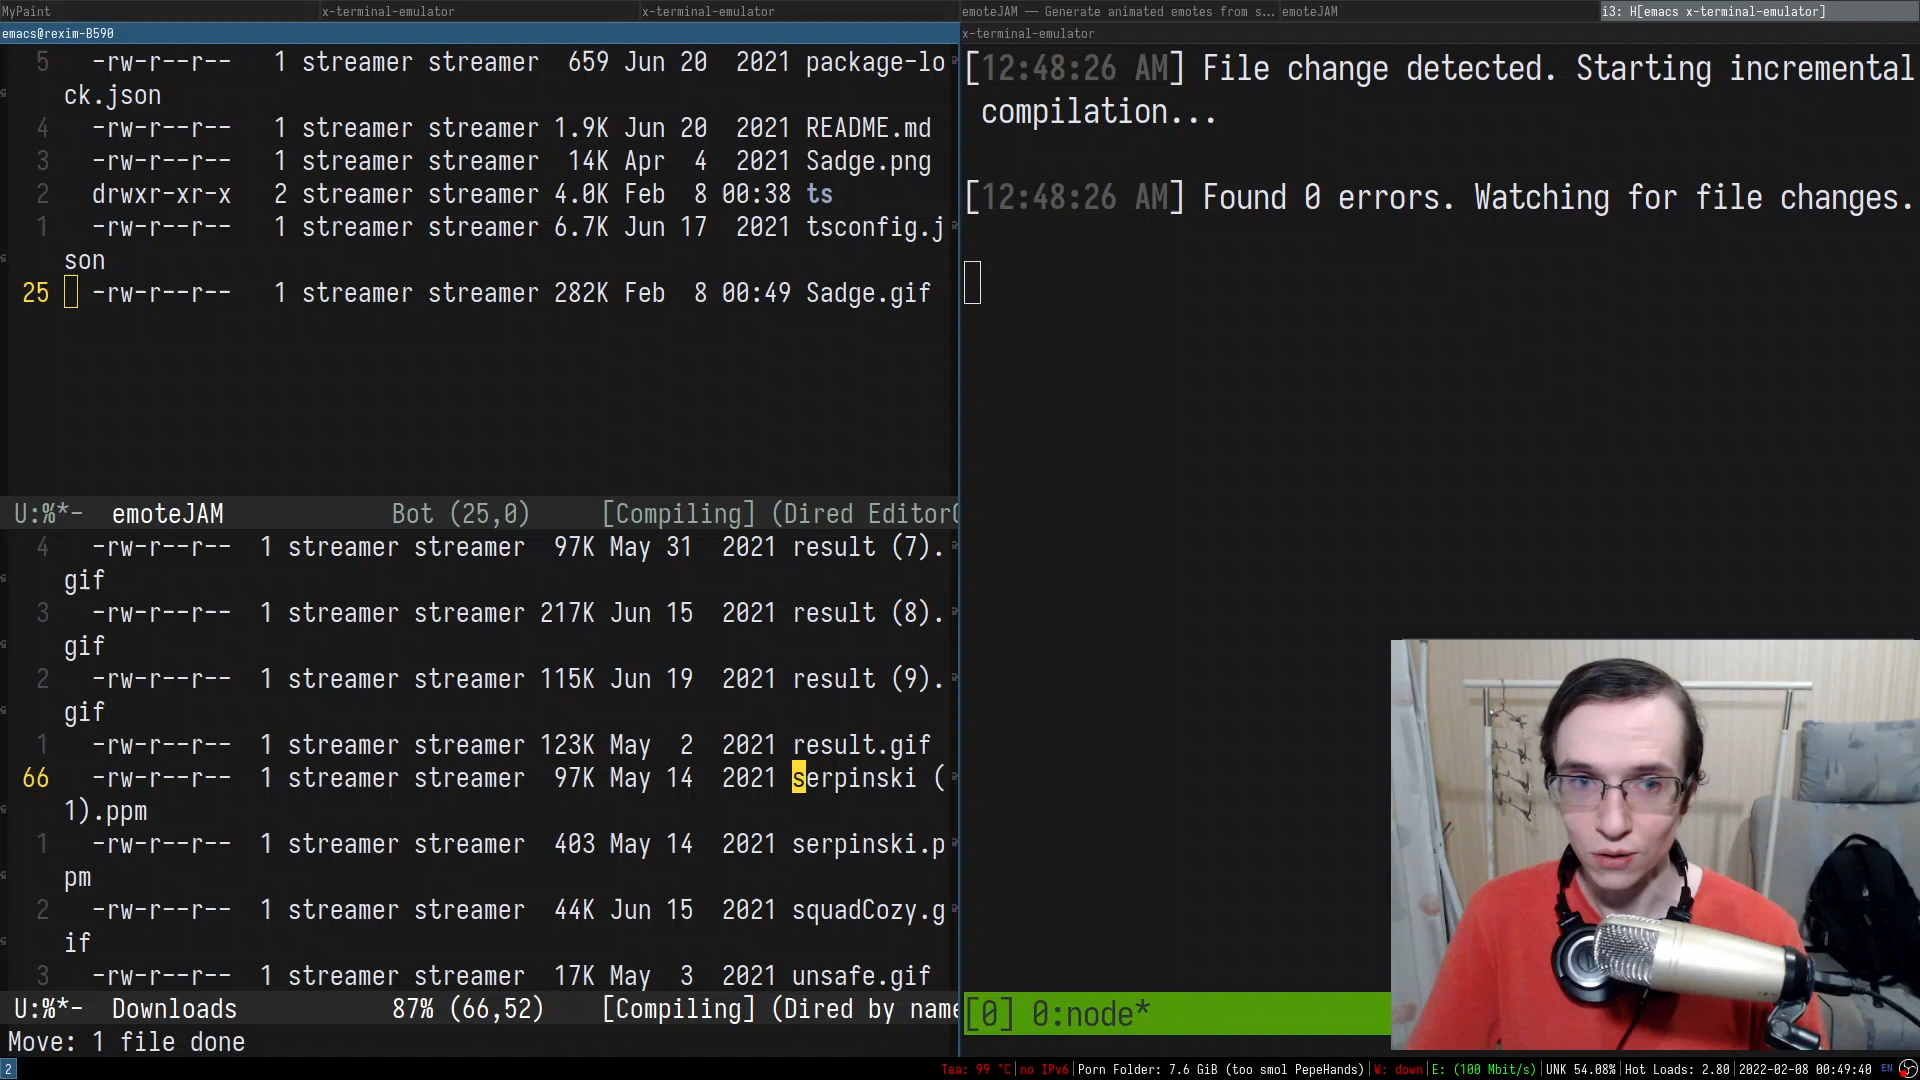 MyPaint x-terminal-emulator x-terminal-emulator emoteJAM — Generate animated emotes from s... emoteJAM i3: H[emacs x-terminal-emulator]
emacs@rexim-B590
5 -rw-r--r-- 1 streamer streamer 659 Jun 20 2021 package-lo
ck.json
4 -rw-r--r-- 1 streamer streamer 1.9K Jun 20 2021 README.md
3 -rw-r--r-- 1 streamer streamer 14K Apr 4 2021 Sadge.png
2 drwxr-xr-x 2 streamer streamer 4.0K Feb 8 00:38 ts
1 -rw-r--r-- 1 streamer streamer 6.7K Jun 17 2021 tsconfig.j
son
25 -rw-r--r-- 1 streamer streamer 282K Feb 8 00:49 Sadge.gif
U:%*- emoteJAM Bot (25,0) [Compiling] (Dired Editor
4 -rw-r--r-- 1 streamer streamer 97K May 31 2021 result (7).
gif
3 -rw-r--r-- 1 streamer streamer 217K Jun 15 2021 result (8).
gif
2 -rw-r--r-- 1 streamer streamer 115K Jun 19 2021 result (9).
gif
1 -rw-r--r-- 1 streamer streamer 123K May 2 2021 result.gif
66 -rw-r--r-- 1 streamer streamer 97K May 14 2021 serpinski (
1).ppm
1 -rw-r--r-- 1 streamer streamer 403 May 14 2021 serpinski.p
pm
2 -rw-r--r-- 1 streamer streamer 44K Jun 15 2021 squadCozy.g
if
3 -rw-r--r-- 1 streamer streamer 17K May 3 2021 unsafe.gif
U:%*- Downloads 87% (66,52) [Compiling] (Dired by name
Move: 1 file done
x-terminal-emulator
[12:48:26 AM] File change detected. Starting incremental
compilation...
[12:48:26 AM] Found 0 errors. Watching for file changes.
[0] 0:node*
2 Tea: 99 °C|no IPv6|Porn Folder: 7.6 GiB (too smol PepeHands)|W: down|E: (100 Mbit/s)|UNK 54.08%|Hot Loads: 2.80|2022-02-08 00:49:40 EN